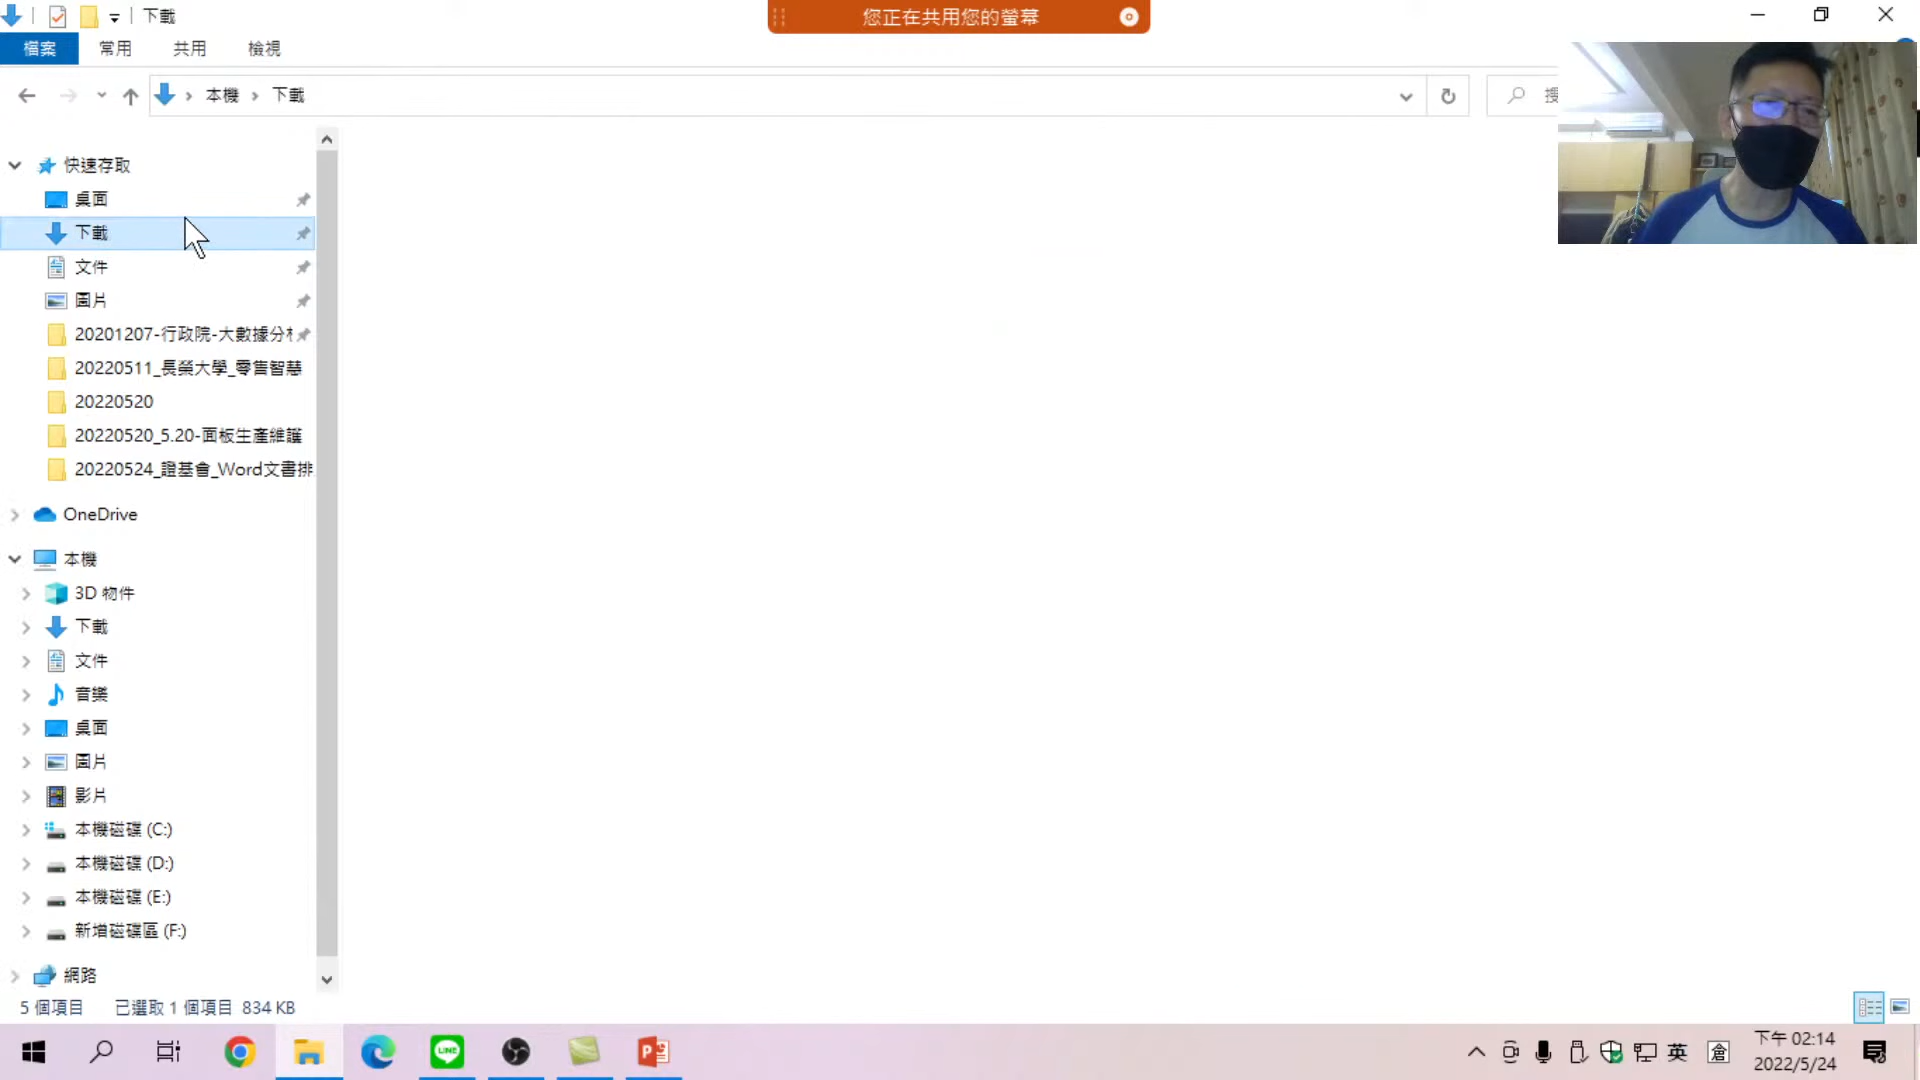 下載
您正在共用您的螢幕
檔案 常用 共用 檢視
本機 下載
搜
快速存取
桌面
下載
文件
圖片
20201207-行政院-大數據分析
20220511_長榮大學_零售智慧
20220520
20220520_5.20-面板生產維護
20220524_證基會_Word文書排
OneDrive
本機
3D 物件
下載
文件
音樂
桌面
圖片
影片
本機磁碟 (C:)
本機磁碟 (D:)
本機磁碟 (E:)
新增磁碟區 (F:)
網路
5 個項目 已選取 1 個項目 834 KB
LINE
英 倉
下午 02:14
2022/5/24